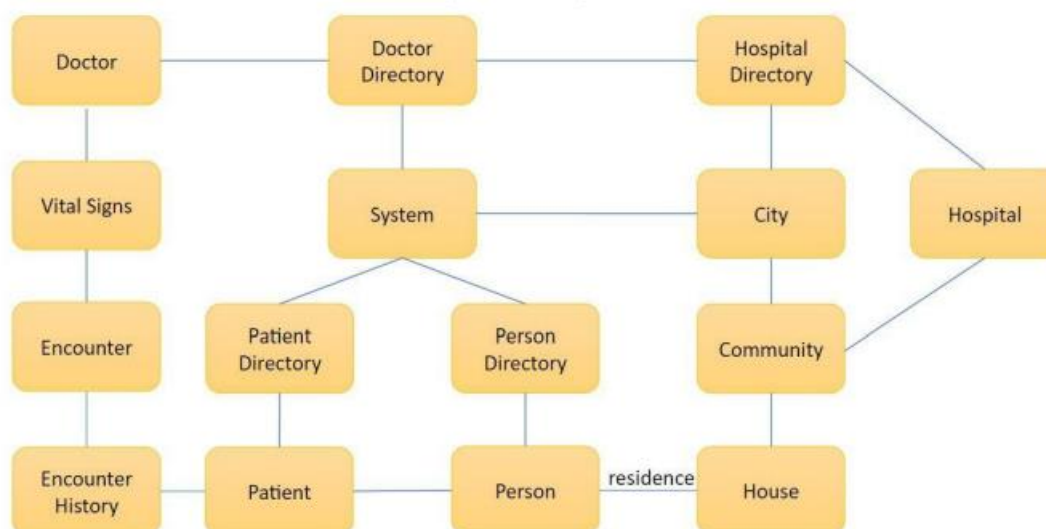 Doctor
Doctor
Directory
Hospital
Directory
Vital Signs
System
City
Hospital
Encounter
Patient
Directory
Person
Directory
Community
Encounter
History
Patient
Person
residence
House